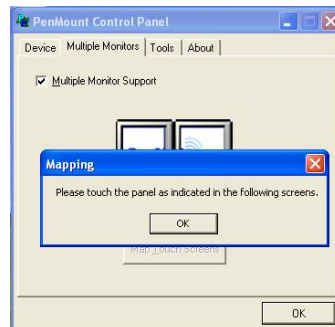 PenMount Control Panel
Device Multiple Monitors Tools About
Multiple Monitor Support
Mapping
Please touch the panel as indicated in the following screens.
OK
Map Touch Screens
OK